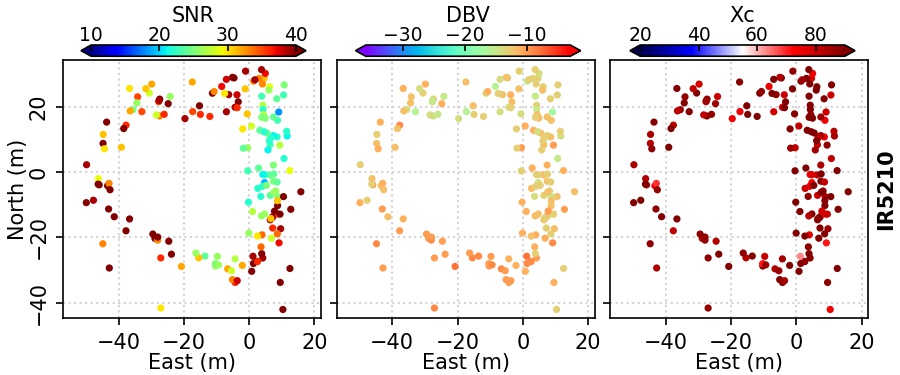 SNR DBV Xc
10 20 30 40 −30 −20 −10 20 40 60 80
North (m)
20
0
−20
−40
−40 −20 0 20 −40 −20 0 20 −40 −20 0 20
East (m) East (m) East (m)
IR5210